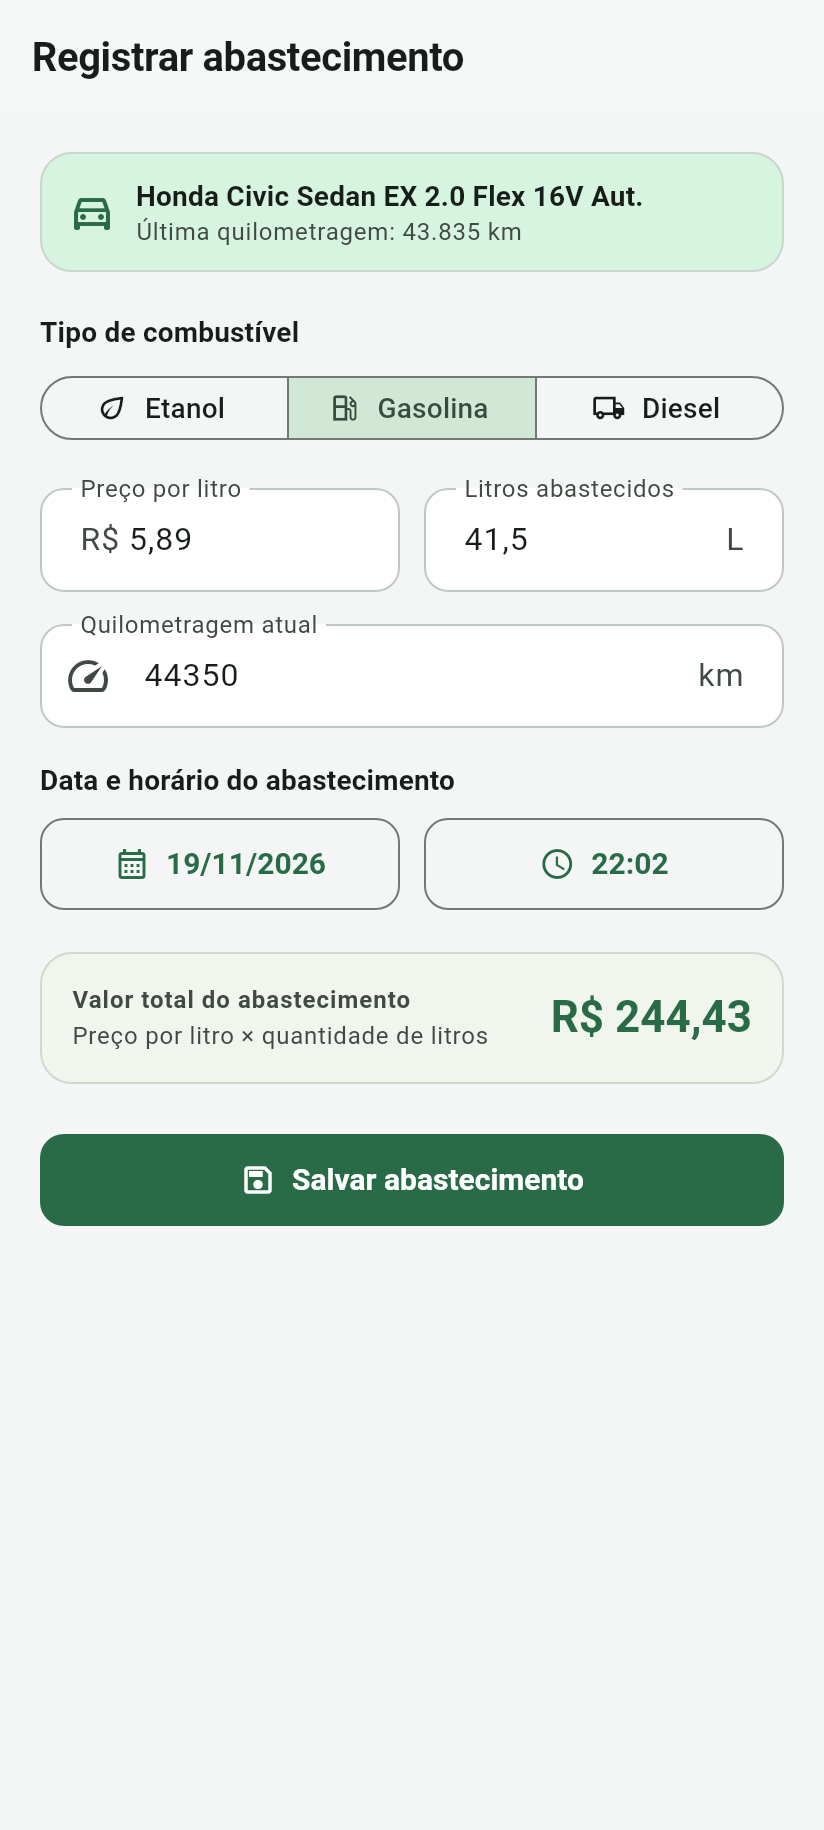 Registrar abastecimento
Honda Civic Sedan EX 2.0 Flex 16V Aut.
Última quilometragem: 43.835 km
Tipo de combustível
Etanol
Gasolina
Diesel
Preço por litro
R$ 5,89
Litros abastecidos
41,5 L
Quilometragem atual
44350 km
Data e horário do abastecimento
19/11/2026
22:02
Valor total do abastecimento
Preço por litro × quantidade de litros
R$ 244,43
Salvar abastecimento